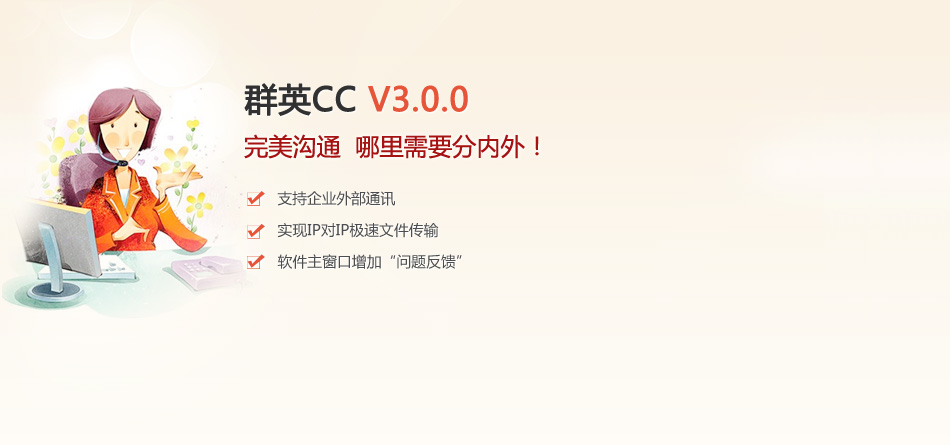 群英CC V3.0.0
完美沟通 哪里需要分内外！
支持企业外部通讯
实现IP对IP极速文件传输
软件主窗口增加“问题反馈”